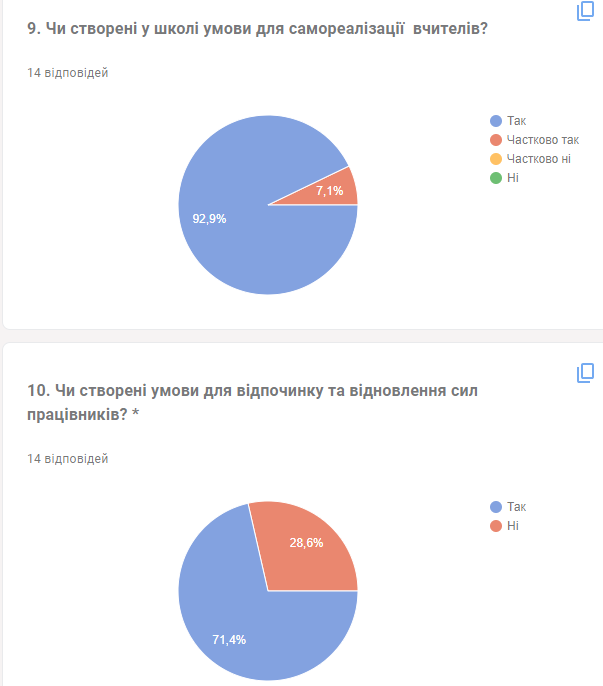 9. Чи створені у школі умови для самореалізації  вчителів?
14 відповідей
Так
Частково так
Частково ні
Ні
7,1%
92,9%
10. Чи створені умови для відпочинку та відновлення сил
працівників? *
14 відповідей
Так
Ні
28,6%
71,4%